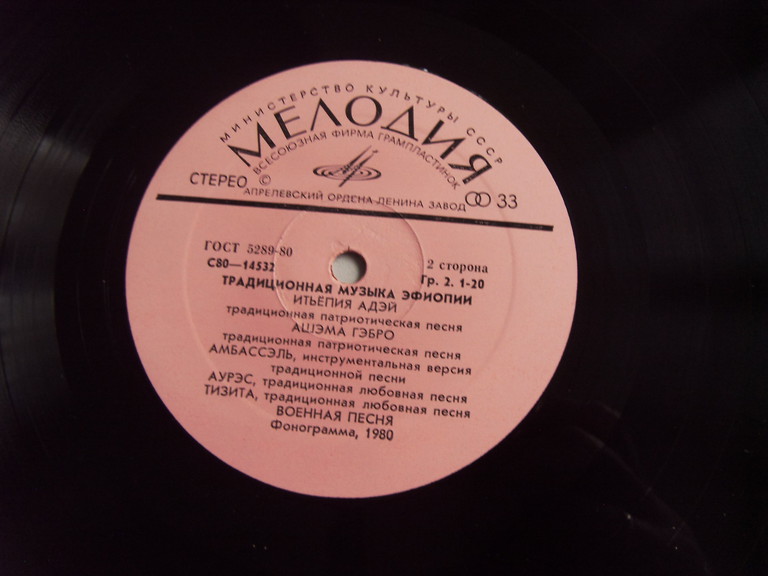 МИНИСТЕРСТВО КУЛЬТУРЫ СССР
МЕЛОДИЯ
ВСЕСОЮЗНАЯ ФИРМА ГРАМПЛАСТИНОК
СТЕРЕО ©
33
АПРЕЛЕВСКИЙ ОРДЕНА ЛЕНИНА ЗАВОД
ГОСТ 5289-80
2 сторона
С80—14532
Гр. 2. 1-20
ТРАДИЦИОННАЯ МУЗЫКА ЭФИОПИИ
ИТЬЕПИЯ АДЭЙ
традиционная патриотическая песня
АШЭМА ГЭБРО
традиционная патриотическая песня
АМБАССЭЛЬ, инструментальная версия
традиционной песни
АУРЭС, традиционная любовная песня
ТИЗИТА, традиционная любовная песня
ВОЕННАЯ ПЕСНЯ
Фонограмма, 1980